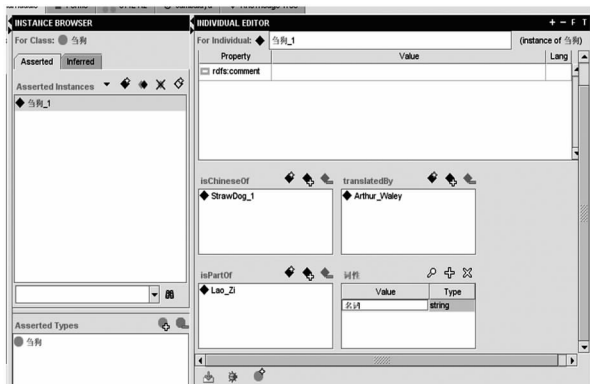 INSTANCE BROWSER
INDIVIDUAL EDITOR
+ − F T
For Class: 刍狗
For Individual: 刍狗_1
(instance of 刍狗)
Asserted
Inferred
Property
Value
Lang
rdfs:comment
Asserted Instances
刍狗_1
isChineseOf
translatedBy
StrawDog_1
Arthur_Waley
isPartOf
词性
Lao_Zi
Value
Type
名词
string
Asserted Types
刍狗